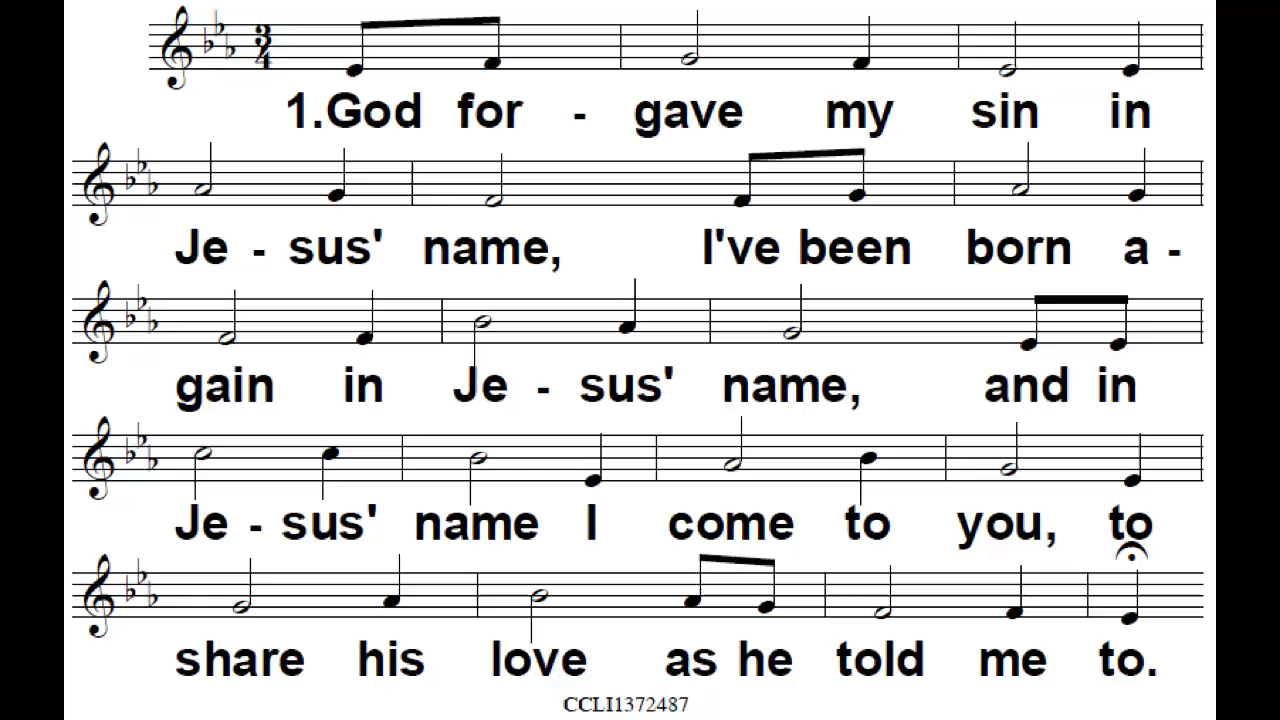 1.God for - gave my sin in
Je - sus' name, I've been born a -
gain in Je - sus' name, and in
Je - sus' name I come to you, to
share his love as he told me to.
CCLI1372487